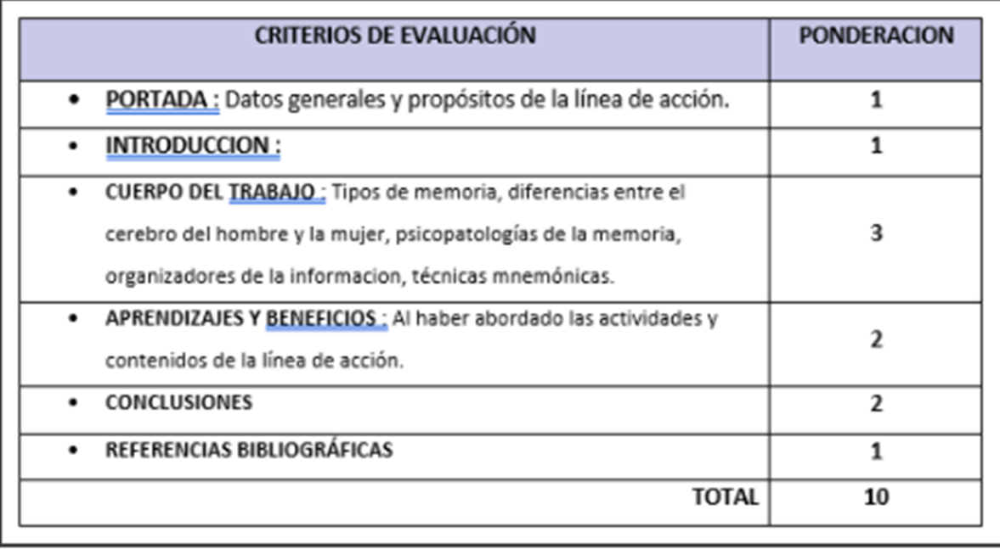 CRITERIOS DE EVALUACIÓN PONDERACION
• PORTADA : Datos generales y propósitos de la línea de acción. 1
• INTRODUCCION : 1
• CUERPO DEL TRABAJO : Tipos de memoria, diferencias entre el
cerebro del hombre y la mujer, psicopatologías de la memoria, 3
organizadores de la informacion, técnicas mnemónicas.
• APRENDIZAJES Y BENEFICIOS : Al haber abordado las actividades y
contenidos de la línea de acción. 2
• CONCLUSIONES 2
• REFERENCIAS BIBLIOGRÁFICAS 1
TOTAL 10